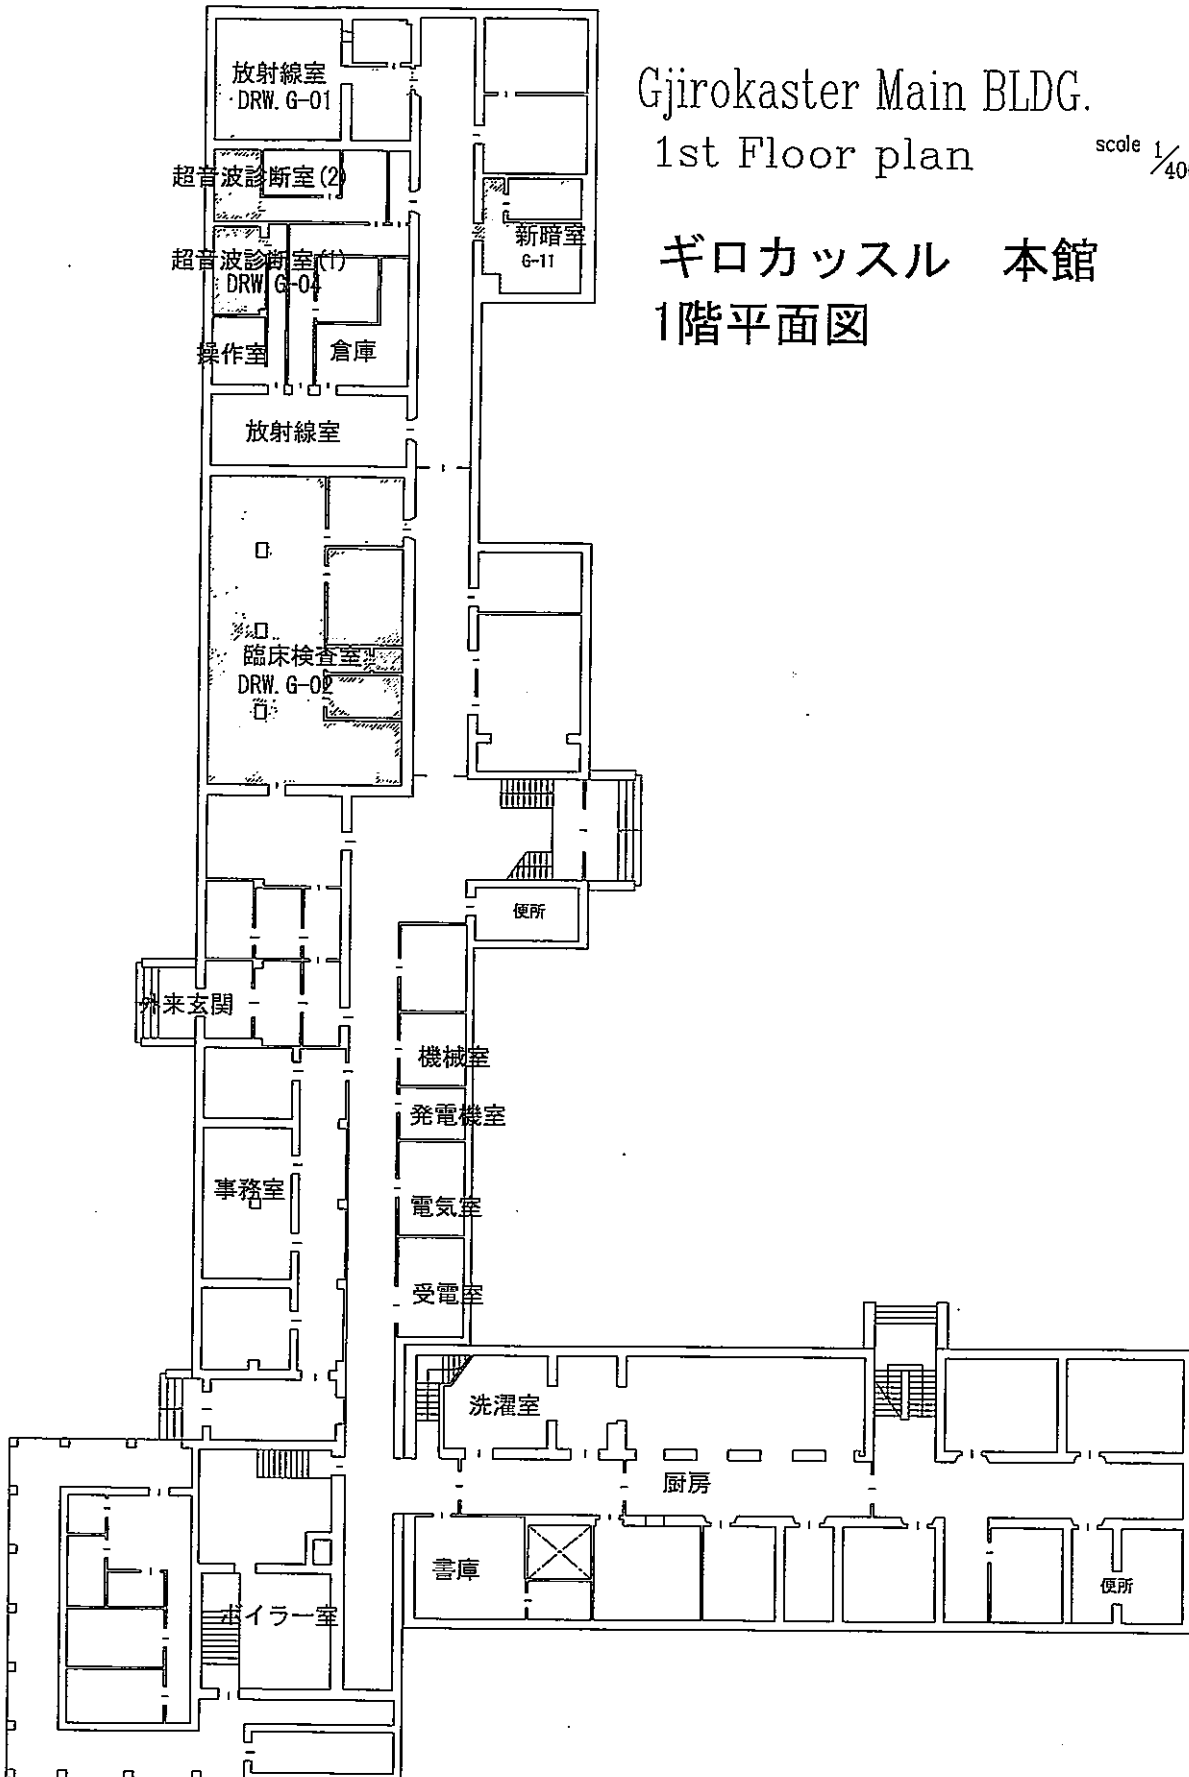 Gjirokaster Main BLDG.
1st Floor plan
scale 1/40
ギロカッスル 本館
1階平面図
放射線室
DRW. G-01
超音波診断室(2)
新暗室
G-11
超音波診断室(1)
DRW. G-04
操作室
倉庫
放射線室
臨床検査室
DRW. G-02
便所
外来玄関
機械室
発電機室
事務室
電気室
受電室
洗濯室
厨房
書庫
便所
ボイラー室